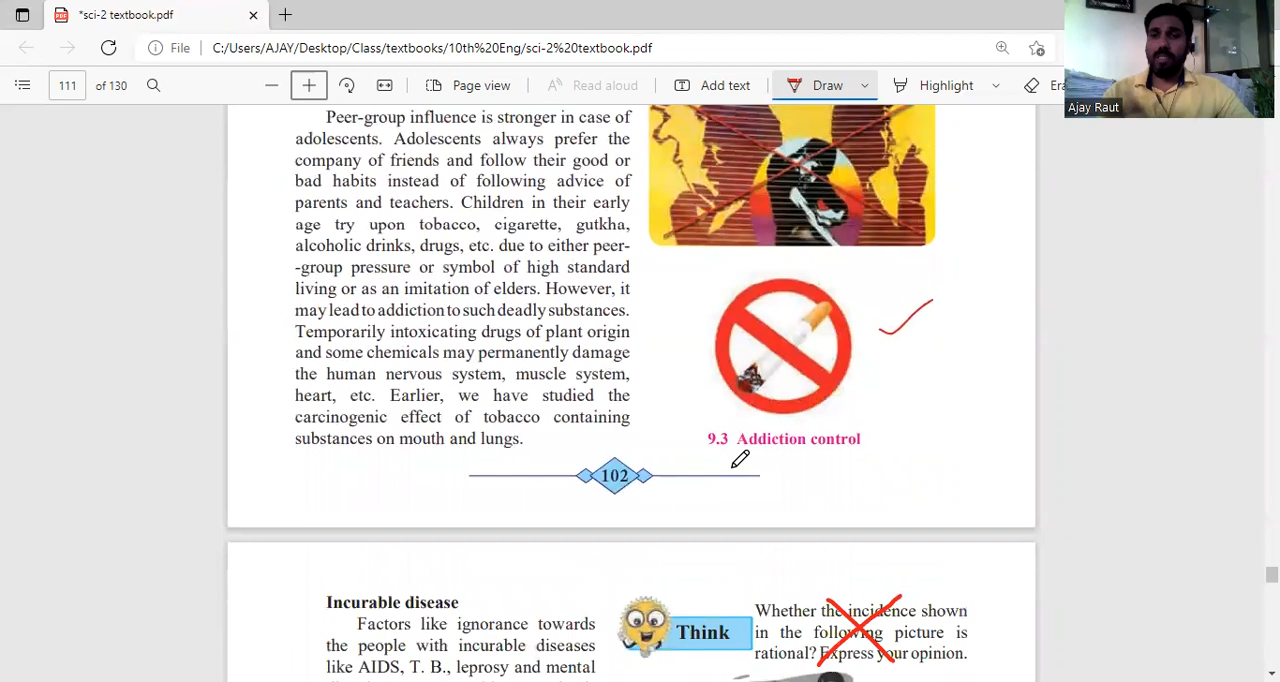 *sci-2 textbook.pdf
File C:/Users/AJAY/Desktop/Class/textbooks/10th%20Eng/sci-2%20textbook.pdf
111 of 130 Page view Read aloud Add text Draw Highlight Era
Ajay Raut
Peer-group influence is stronger in case of
adolescents. Adolescents always prefer the
company of friends and follow their good or
bad habits instead of following advice of
parents and teachers. Children in their early
age try upon tobacco, cigarette, gutkha,
alcoholic drinks, drugs, etc. due to either peer-
-group pressure or symbol of high standard
living or as an imitation of elders. However, it
may lead to addiction to such deadly substances.
Temporarily intoxicating drugs of plant origin
and some chemicals may permanently damage
the human nervous system, muscle system,
heart, etc. Earlier, we have studied the
carcinogenic effect of tobacco containing
substances on mouth and lungs.
9.3 Addiction control
102
Incurable disease
Factors like ignorance towards
the people with incurable diseases
like AIDS, T. B., leprosy and mental
Think
Whether the incidence shown
in the following picture is
rational? Express your opinion.